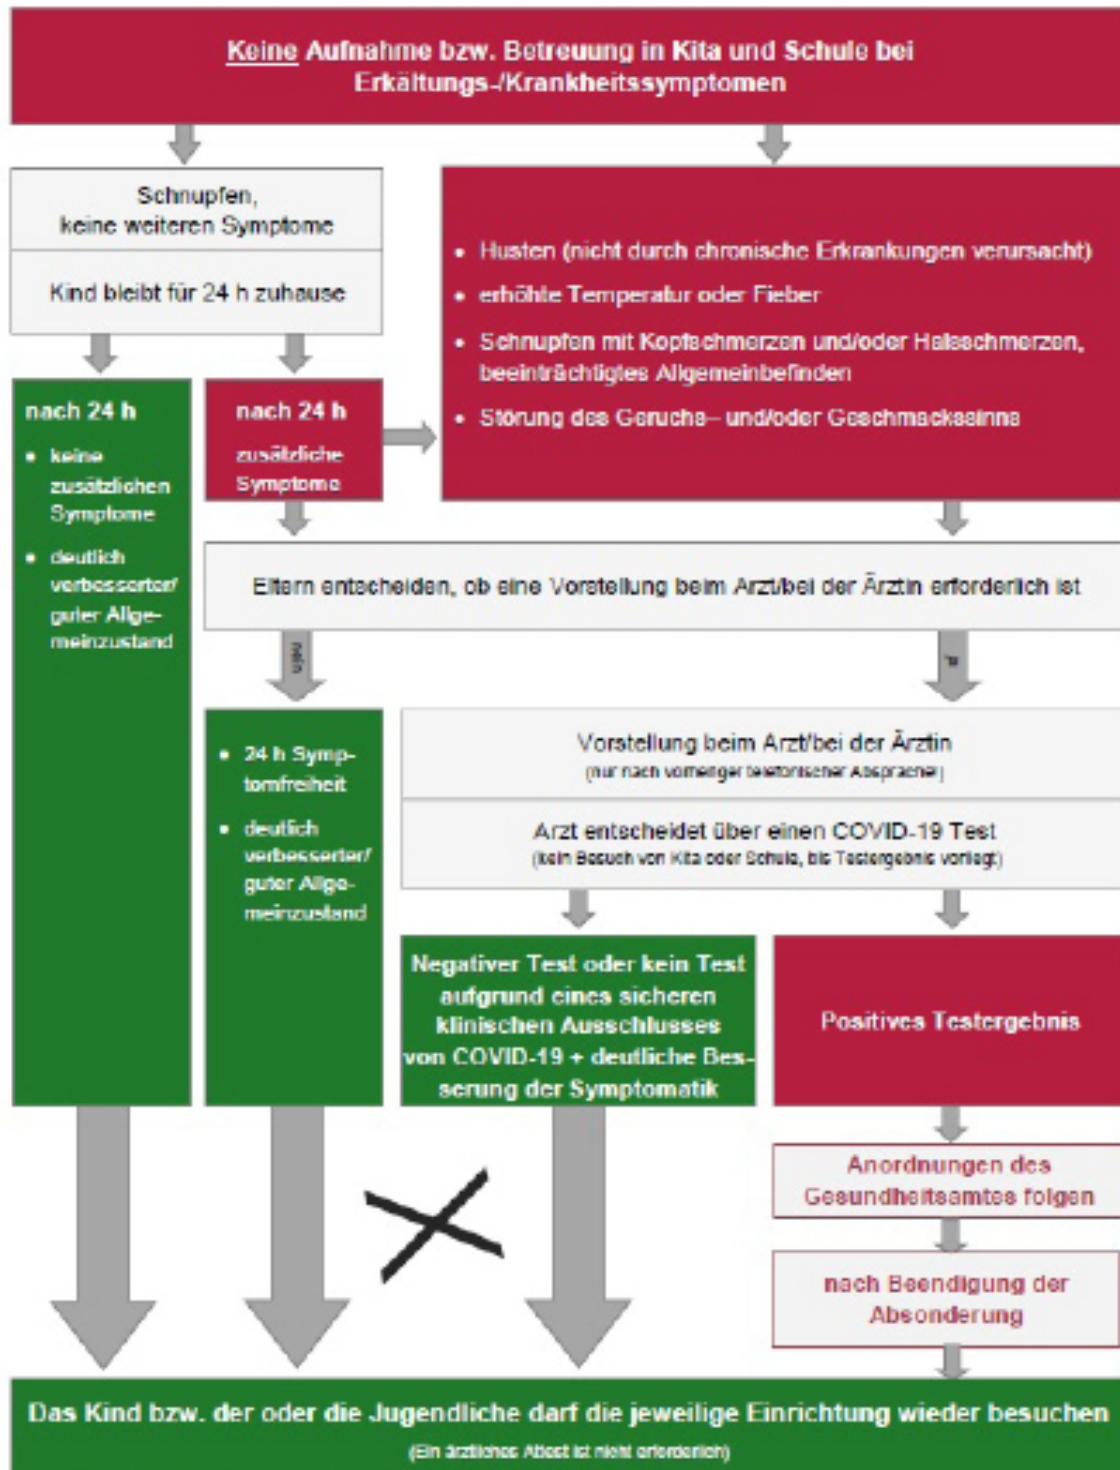 Keine Aufnahme bzw. Betreuung in Kita und Schule bei
Erkältungs-/Krankheitssymptomen
Schnupfen,
keine weiteren Symptome
Kind bleibt für 24 h zuhause
• Husten (nicht durch chronische Erkrankungen verursacht)
• erhöhte Temperatur oder Fieber
• Schnupfen mit Kopfschmerzen und/oder Halsschmerzen,
beeinträchtigtes Allgemeinbefinden
• Störung des Geruchs– und/oder Geschmackssinns
nach 24 h
• keine
zusätzlichen
Symptome
• deutlich
verbesserter/
guter Allge-
meinzustand
nach 24 h
zusätzliche
Symptome
Eltern entscheiden, ob eine Vorstellung beim Arzt/bei der Ärztin erforderlich ist
nein
ja
• 24 h Symp-
tomfreiheit
• deutlich
verbesserter/
guter Allge-
meinzustand
Vorstellung beim Arzt/bei der Ärztin
(nur nach vorheriger telefonischer Absprache!)
Arzt entscheidet über einen COVID-19 Test
(kein Besuch von Kita oder Schule, bis Testergebnis vorliegt)
Negativer Test oder kein Test
aufgrund eines sicheren
klinischen Ausschlusses
von COVID-19 + deutliche Bes-
serung der Symptomatik
Positives Testergebnis
Anordnungen des
Gesundheitsamtes folgen
nach Beendigung der
Absonderung
Das Kind bzw. der oder die Jugendliche darf die jeweilige Einrichtung wieder besuchen
(Ein ärztliches Attest ist nicht erforderlich)